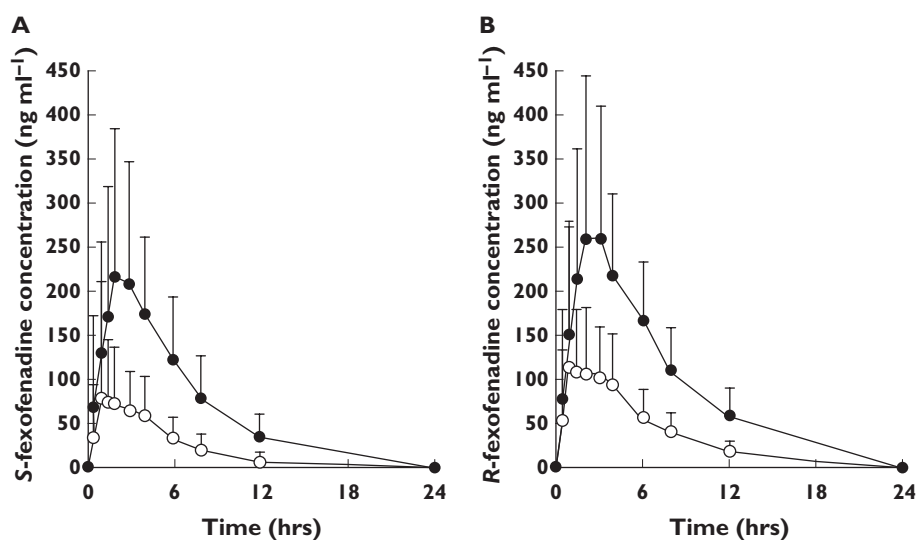 A
S-fexofenadine concentration (ng ml⁻¹)
450
400
350
300
250
200
150
100
50
0
0 6 12 18 24
Time (hrs)
B
R-fexofenadine concentration (ng ml⁻¹)
450
400
350
300
250
200
150
100
50
0
0 6 12 18 24
Time (hrs)